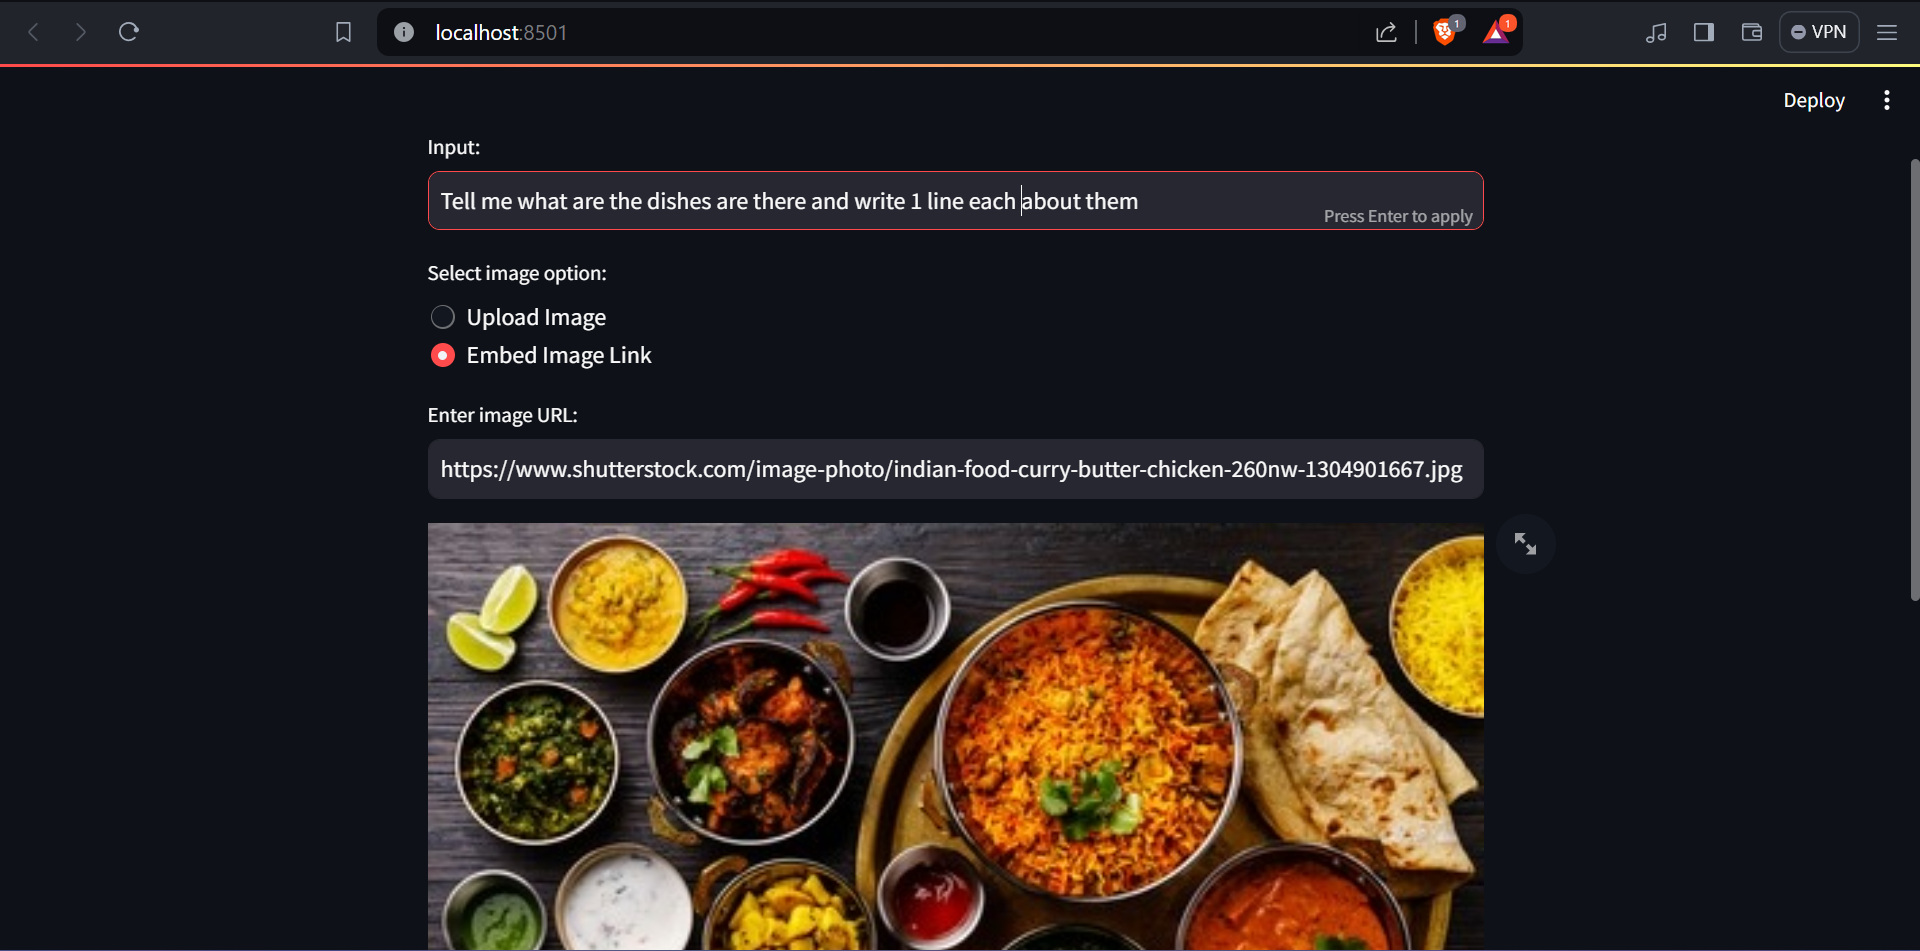 localhost:8501
1
1
VPN
Deploy
Input:
Tell me what are the dishes are there and write 1 line each about them
Press Enter to apply
Select image option:
Upload Image
Embed Image Link
Enter image URL:
https://www.shutterstock.com/image-photo/indian-food-curry-butter-chicken-260nw-1304901667.jpg